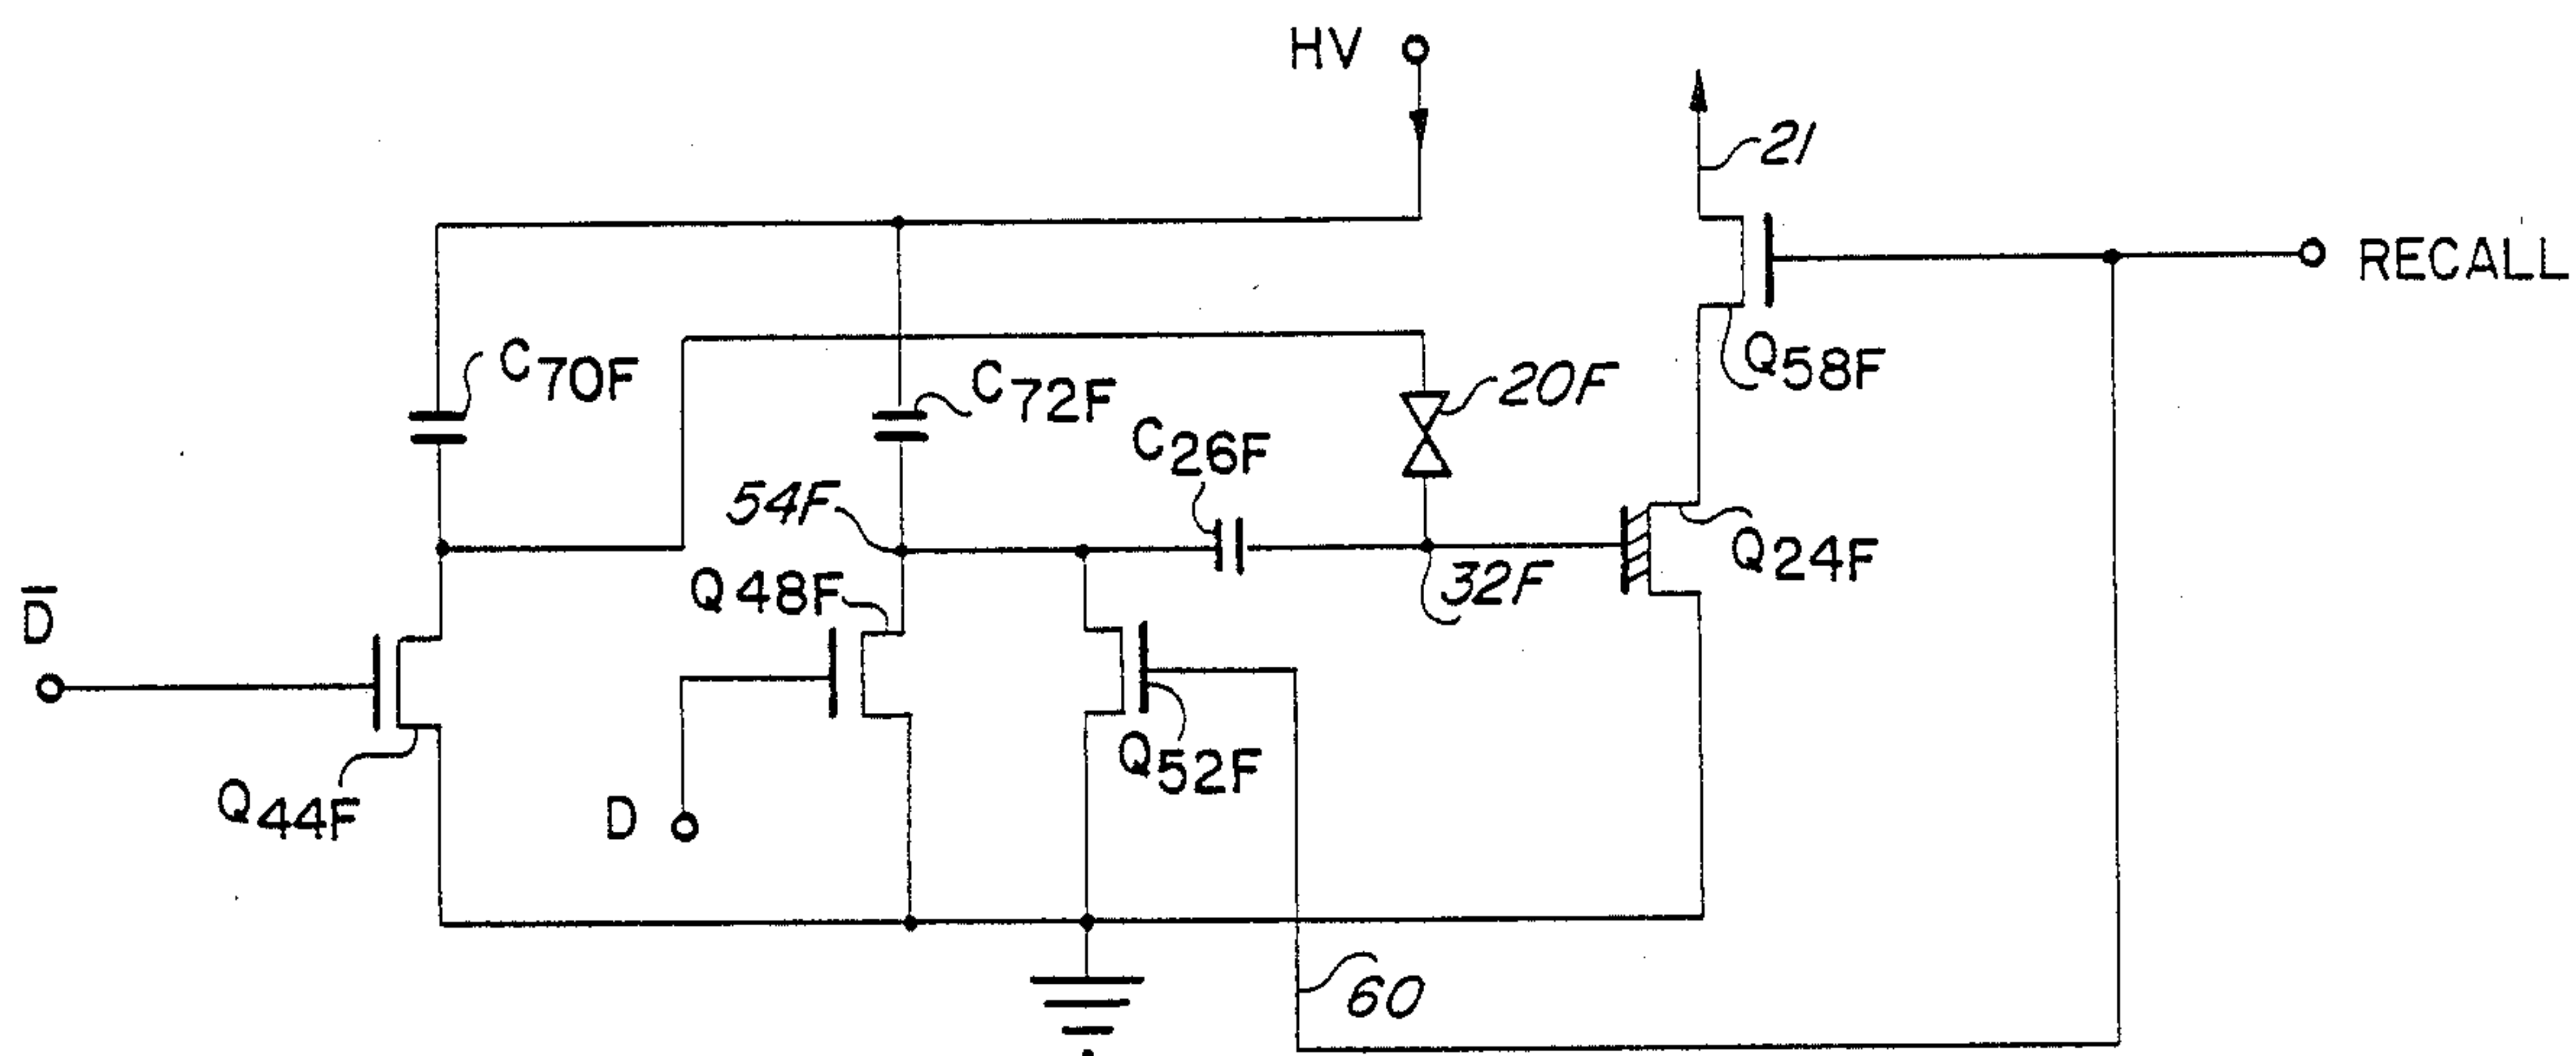 HV
21
RECALL
C70F
Q58F
C72F
20F
C26F
54F
Q24F
Q48F
32F
D̅
Q52F
Q44F
D
60